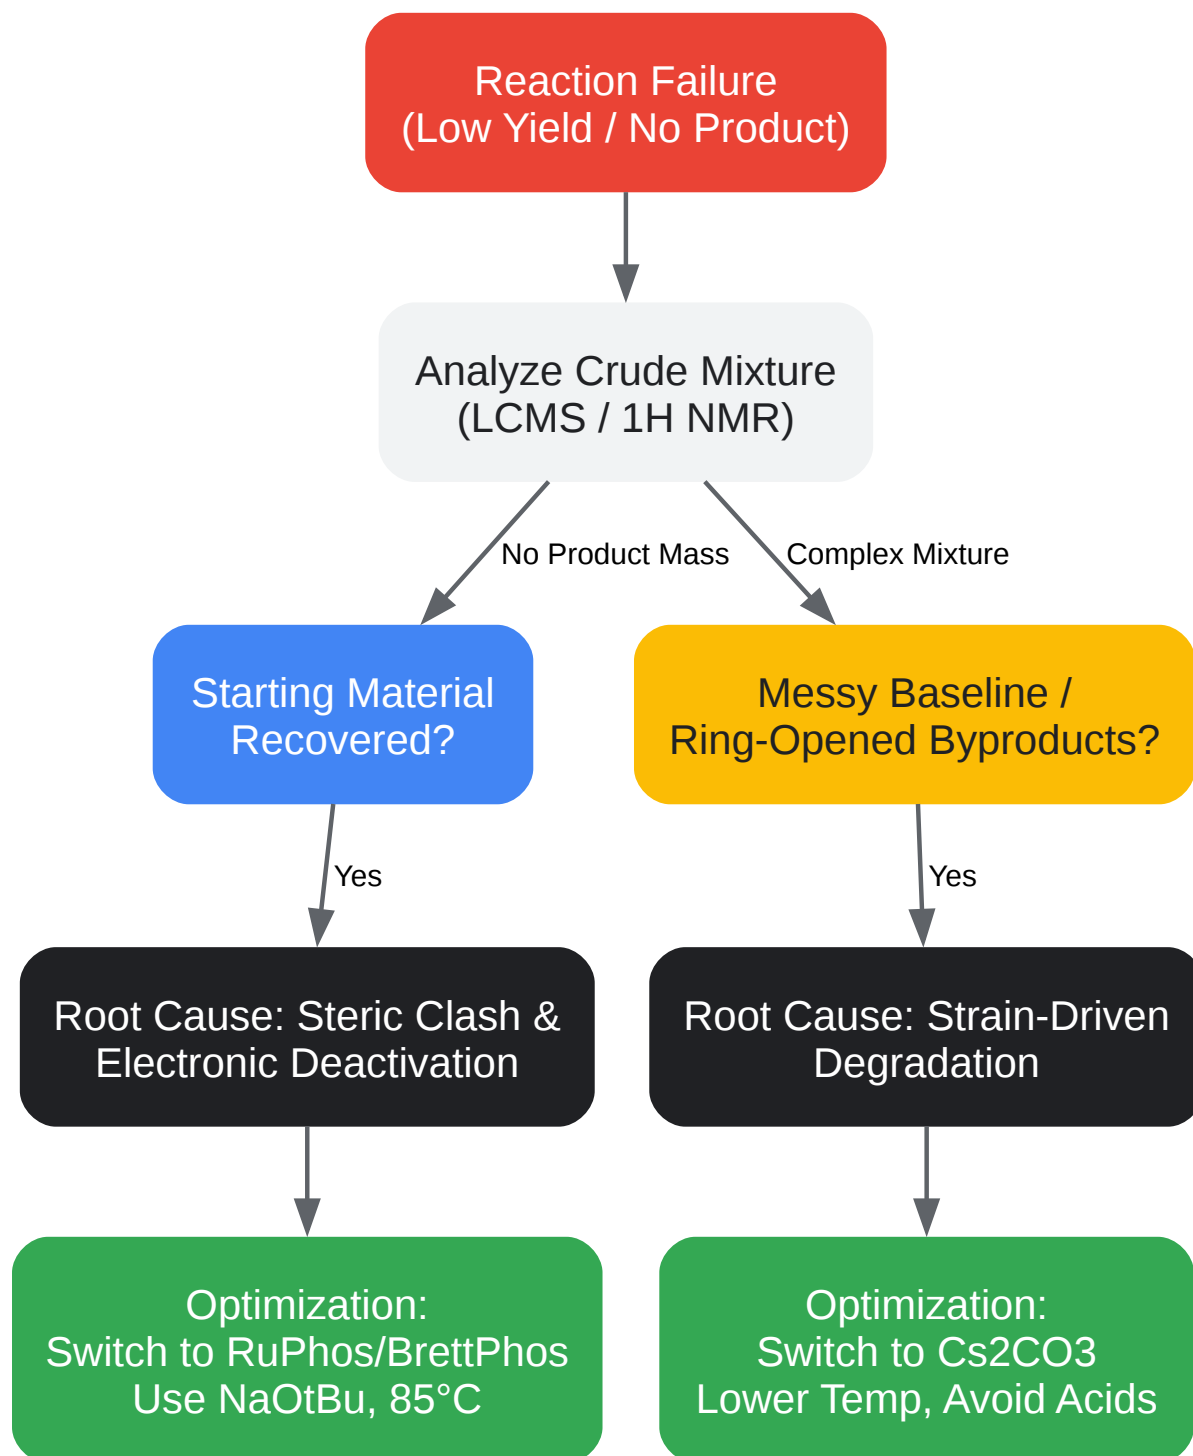 Reaction Failure
(Low Yield / No Product)
Analyze Crude Mixture
(LCMS / 1H NMR)
No Product Mass
Complex Mixture
Starting Material
Recovered?
Messy Baseline /
Ring-Opened Byproducts?
Yes
Yes
Root Cause: Steric Clash &
Electronic Deactivation
Root Cause: Strain-Driven
Degradation
Optimization:
Switch to RuPhos/BrettPhos
Use NaOtBu, 85°C
Optimization:
Switch to Cs2CO3
Lower Temp, Avoid Acids